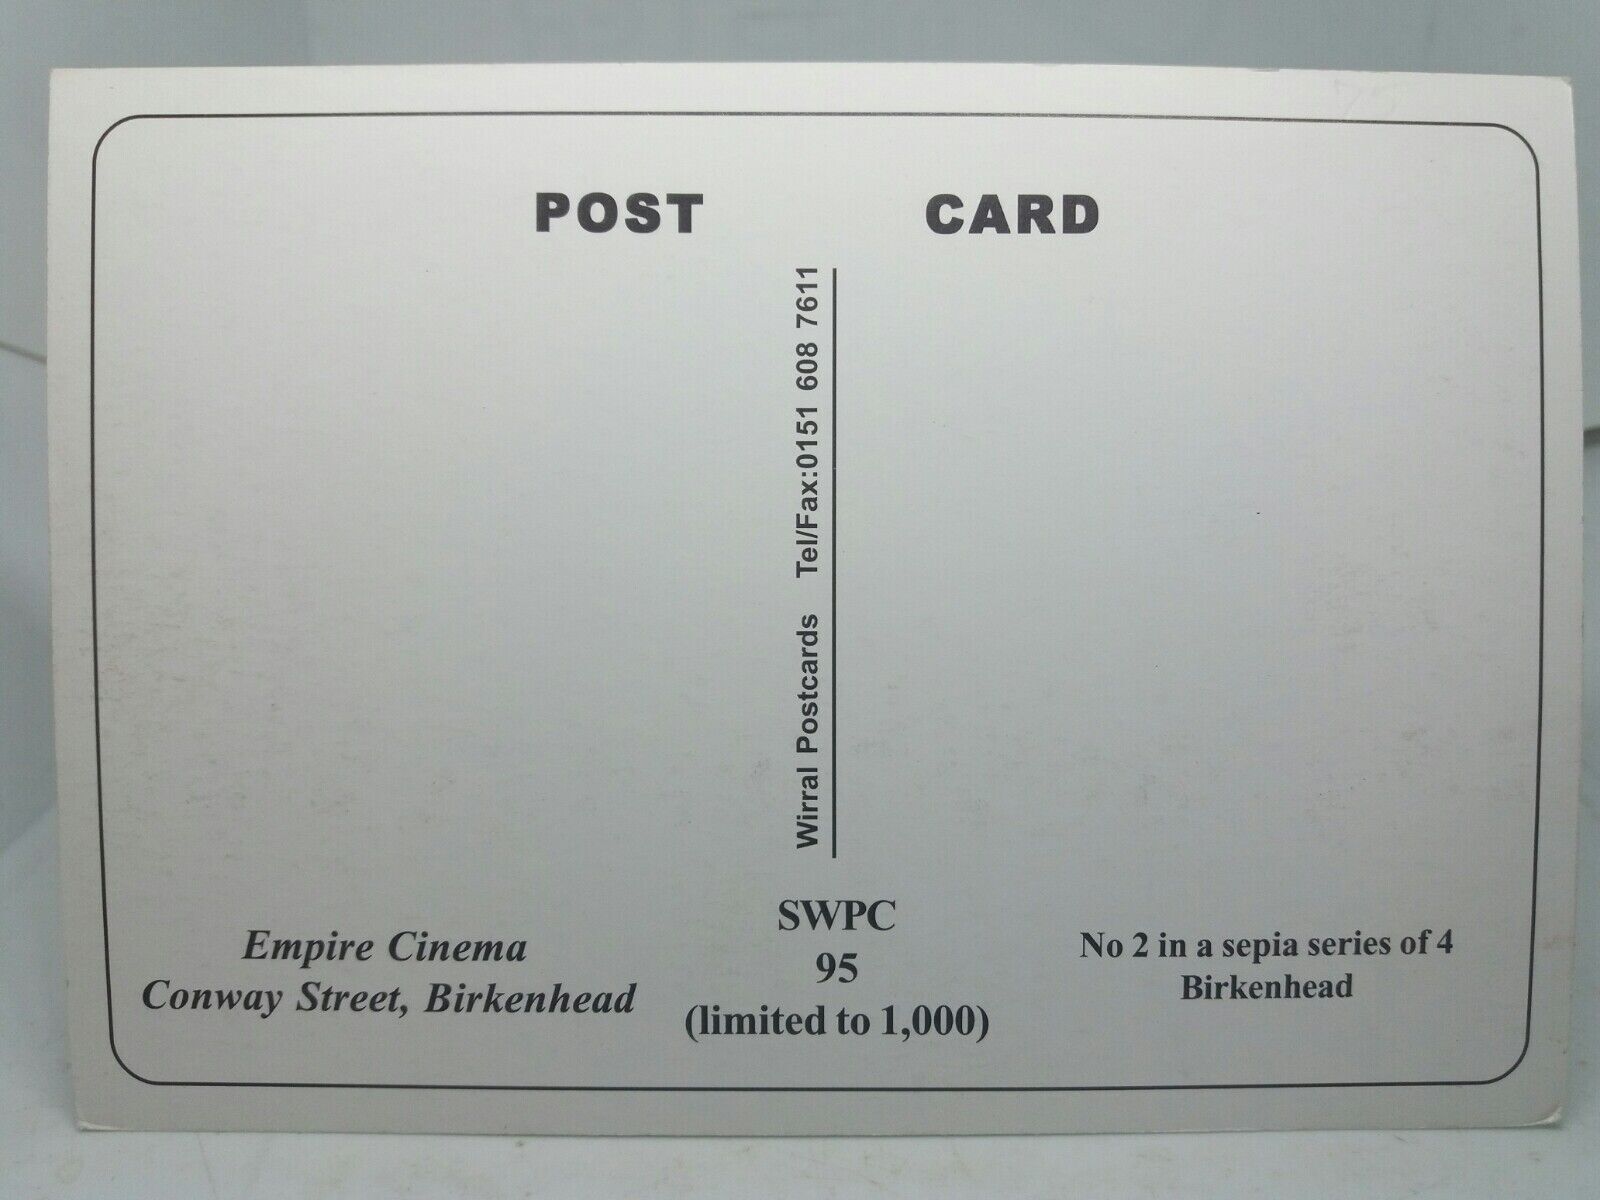 POST CARD
Wirral Postcards Tel/Fax:0151 608 7611
Empire Cinema
Conway Street, Birkenhead
SWPC
95
(limited to 1,000)
No 2 in a sepia series of 4
Birkenhead